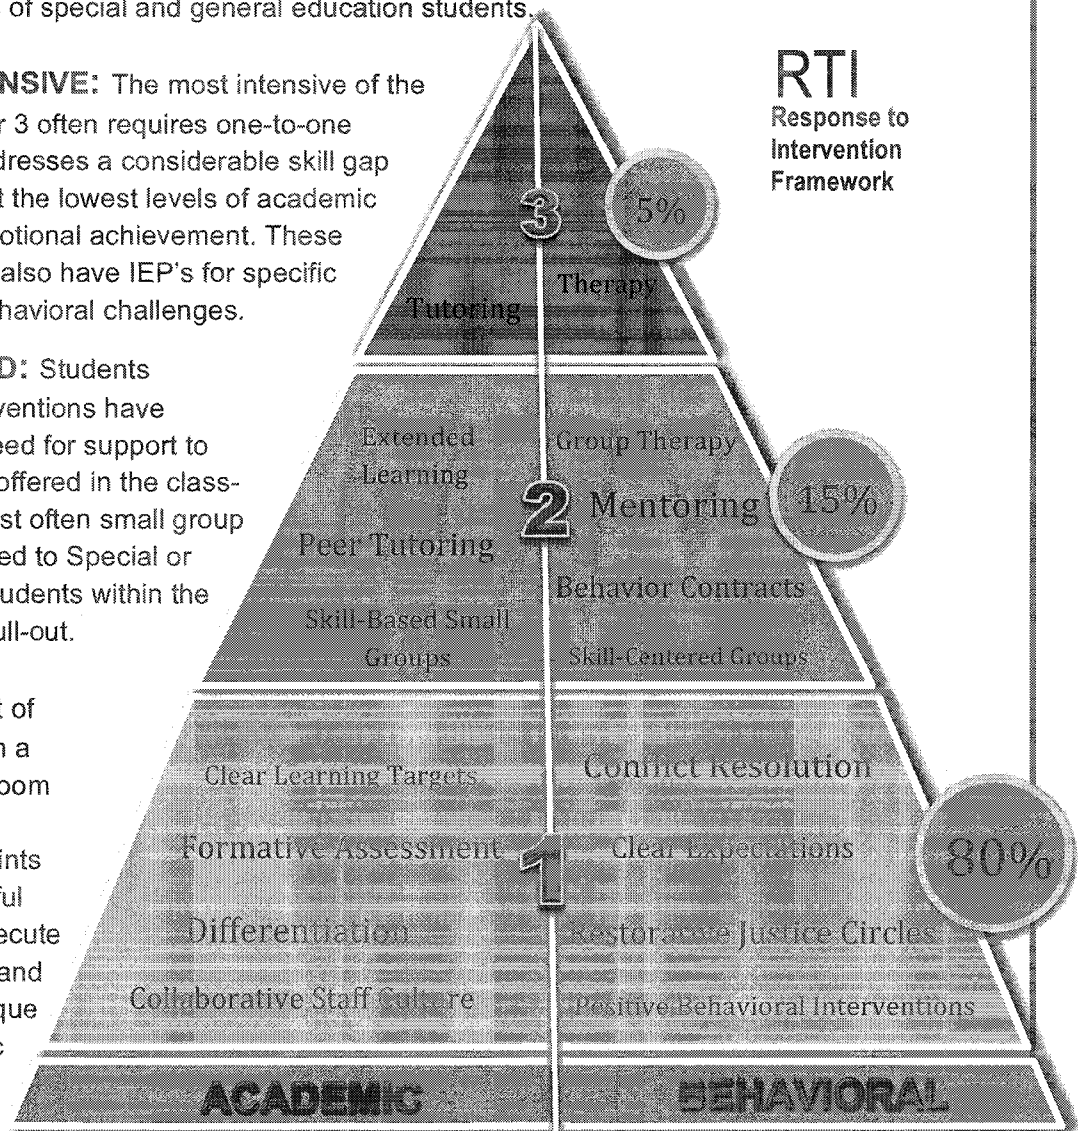 of special and general education students.
NSIVE: The most intensive of the
r 3 often requires one-to-one
dresses a considerable skill gap
t the lowest levels of academic
otional achievement. These
also have IEP's for specific
havioral challenges.
D: Students
ventions have
eed for support to
offered in the class-
st often small group
ed to Special or
udents within the
ull-out.
t of
n a
oom
ints
ful
ecute
and
que
c
RTI
Response to
Intervention
Framework
3
5%
Tutoring
Therapy
Extended
Learning
Peer Tutoring
Skill-Based Small
Groups
2
Group Therapy
Mentoring
Behavior Contracts
Skill-Centered Groups
15%
Clear Learning Targets
Formative Assessment
Differentiation
Collaborative Staff Culture
1
Conflict Resolution
Clear Expectations
Restorative Justice Circles
Positive Behavioral Interventions
80%
ACADEMIC
BEHAVIORAL